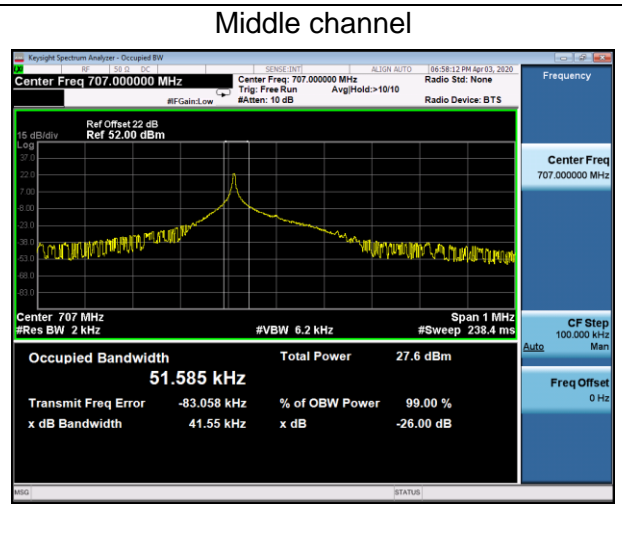 Middle channel
Keysight Spectrum Analyzer - Occupied BW
RF 50 Ω DC SENSE:INT ALIGN AUTO 06:58:12 PM Apr 03, 2020
Center Freq 707.000000 MHz
Center Freq: 707.000000 MHz Radio Std: None
Trig: Free Run Avg|Hold:>10/10
#IFGain:Low #Atten: 10 dB Radio Device: BTS
Frequency
Ref Offset 22 dB
15 dB/div Ref 52.00 dBm
Log
37.0
22.0
7.00
-8.00
-23.0
-38.0
-53.0
-68.0
-83.0
Center 707 MHz Span 1 MHz
#Res BW 2 kHz #VBW 6.2 kHz #Sweep 238.4 ms
Center Freq
707.000000 MHz
CF Step
100.000 kHz
Auto Man
Freq Offset
0 Hz
Occupied Bandwidth Total Power 27.6 dBm
51.585 kHz
Transmit Freq Error -83.058 kHz % of OBW Power 99.00 %
x dB Bandwidth 41.55 kHz x dB -26.00 dB
MSG STATUS